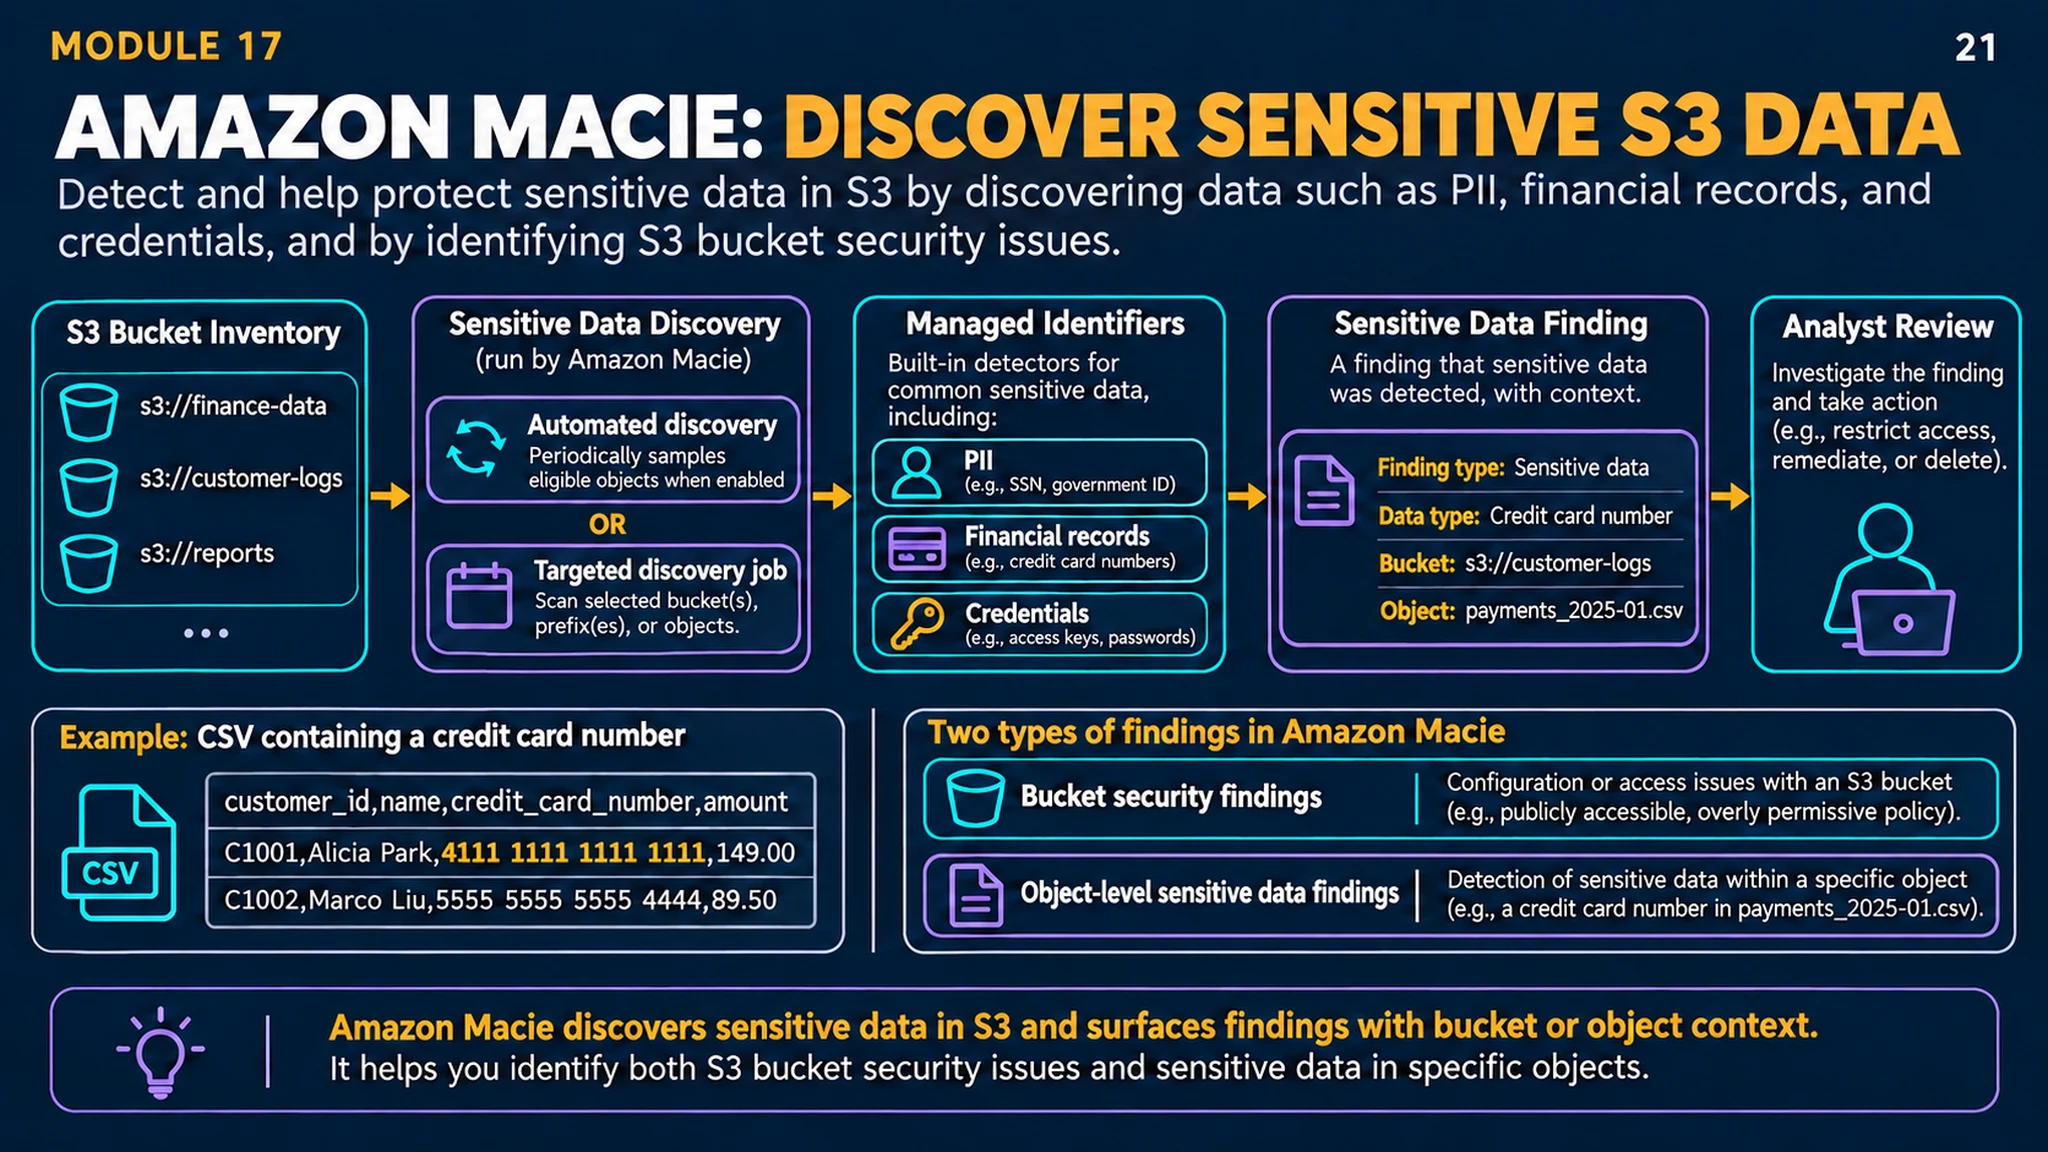 MODULE 17
21
AMAZON MACIE: DISCOVER SENSITIVE S3 DATA
Detect and help protect sensitive data in S3 by discovering data such as PII, financial records, and
credentials, and by identifying S3 bucket security issues.
S3 Bucket Inventory
s3://finance-data
s3://customer-logs
s3://reports
...
Sensitive Data Discovery
(run by Amazon Macie)
Automated discovery
Periodically samples
eligible objects when enabled
OR
Targeted discovery job
Scan selected bucket(s),
prefix(es), or objects.
Managed Identifiers
Built-in detectors for
common sensitive data,
including:
PII
(e.g., SSN, government ID)
Financial records
(e.g., credit card numbers)
Credentials
(e.g., access keys, passwords)
Sensitive Data Finding
A finding that sensitive data
was detected, with context.
Finding type: Sensitive data
Data type: Credit card number
Bucket: s3://customer-logs
Object: payments_2025-01.csv
Analyst Review
Investigate the finding
and take action
(e.g., restrict access,
remediate, or delete).
Example: CSV containing a credit card number
CSV
customer_id,name,credit_card_number,amount
C1001,Alicia Park,4111 1111 1111 1111,149.00
C1002,Marco Liu,5555 5555 5555 4444,89.50
Two types of findings in Amazon Macie
Bucket security findings
Configuration or access issues with an S3 bucket
(e.g., publicly accessible, overly permissive policy).
Object-level sensitive data findings
Detection of sensitive data within a specific object
(e.g., a credit card number in payments_2025-01.csv).
Amazon Macie discovers sensitive data in S3 and surfaces findings with bucket or object context.
It helps you identify both S3 bucket security issues and sensitive data in specific objects.